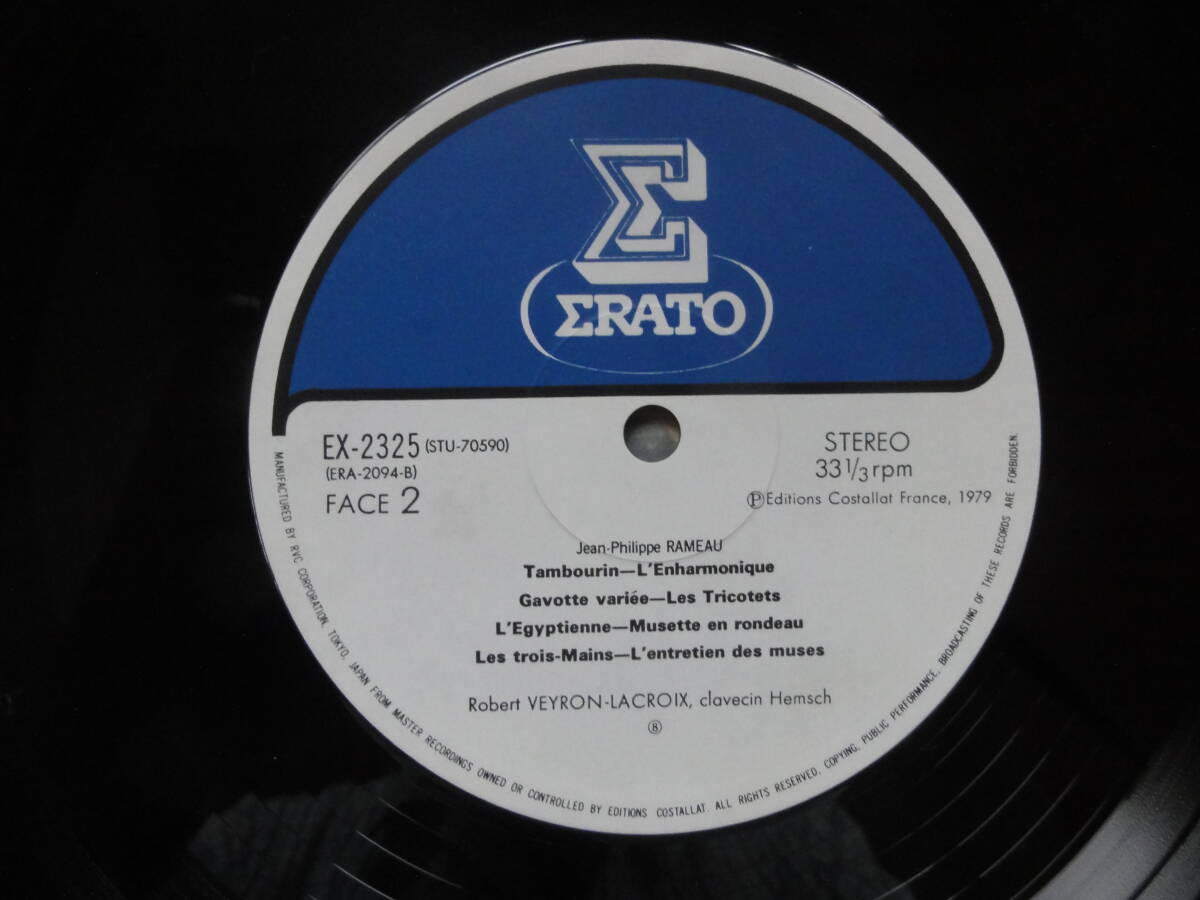 Σ
ΣRATO
EX-2325 (STU-70590)
(ERA-2094-B)
FACE 2
STEREO
33 1/3 rpm
Ⓟ Editions Costallat France, 1979
Jean-Philippe RAMEAU
Tambourin—L'Enharmonique
Gavotte variée—Les Tricotets
L'Egyptienne—Musette en rondeau
Les trois-Mains—L'entretien des muses
Robert VEYRON-LACROIX, clavecin Hemsch
⑧
MANUFACTURED BY RVC CORPORATION, TOKYO, JAPAN FROM MASTER RECORDINGS OWNED OR CONTROLLED BY EDITIONS COSTALLAT. ALL RIGHTS RESERVED. COPYING, PUBLIC PERFORMANCE, BROADCASTING OF THESE RECORDS ARE FORBIDDEN.